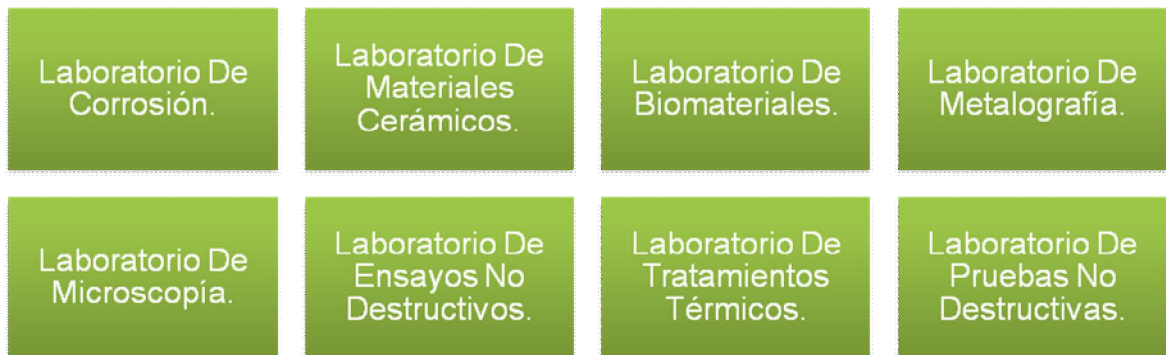 Laboratorio De
Corrosión.
Laboratorio De
Materiales
Cerámicos.
Laboratorio De
Biomateriales.
Laboratorio De
Metalografía.
Laboratorio De
Microscopía.
Laboratorio De
Ensayos No
Destructivos.
Laboratorio De
Tratamientos
Térmicos.
Laboratorio De
Pruebas No
Destructivas.